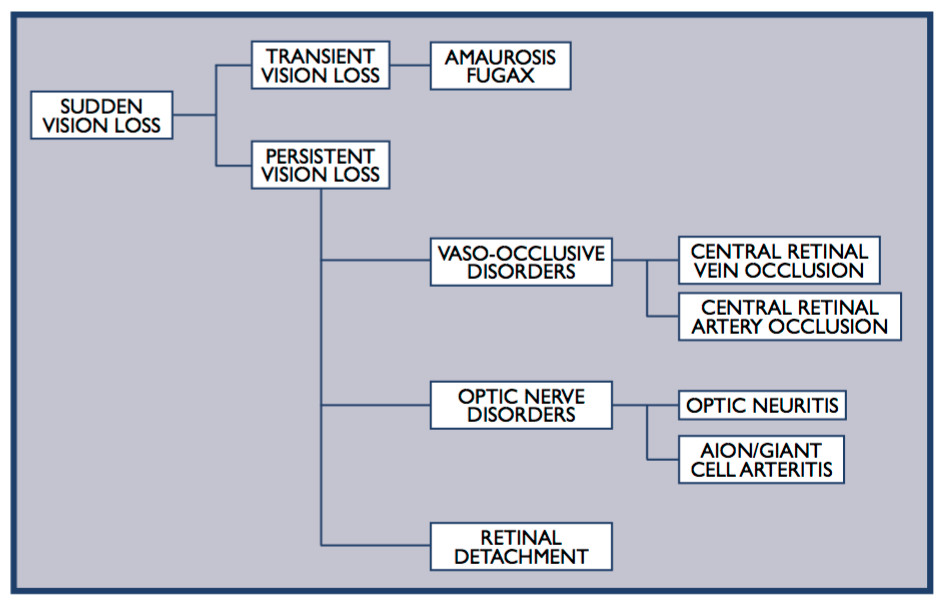 TRANSIENT
VISION LOSS
AMAUROSIS
FUGAX
SUDDEN
VISION LOSS
PERSISTENT
VISION LOSS
VASO-OCCLUSIVE
DISORDERS
CENTRAL RETINAL
VEIN OCCLUSION
CENTRAL RETINAL
ARTERY OCCLUSION
OPTIC NERVE
DISORDERS
OPTIC NEURITIS
AION/GIANT
CELL ARTERITIS
RETINAL
DETACHMENT